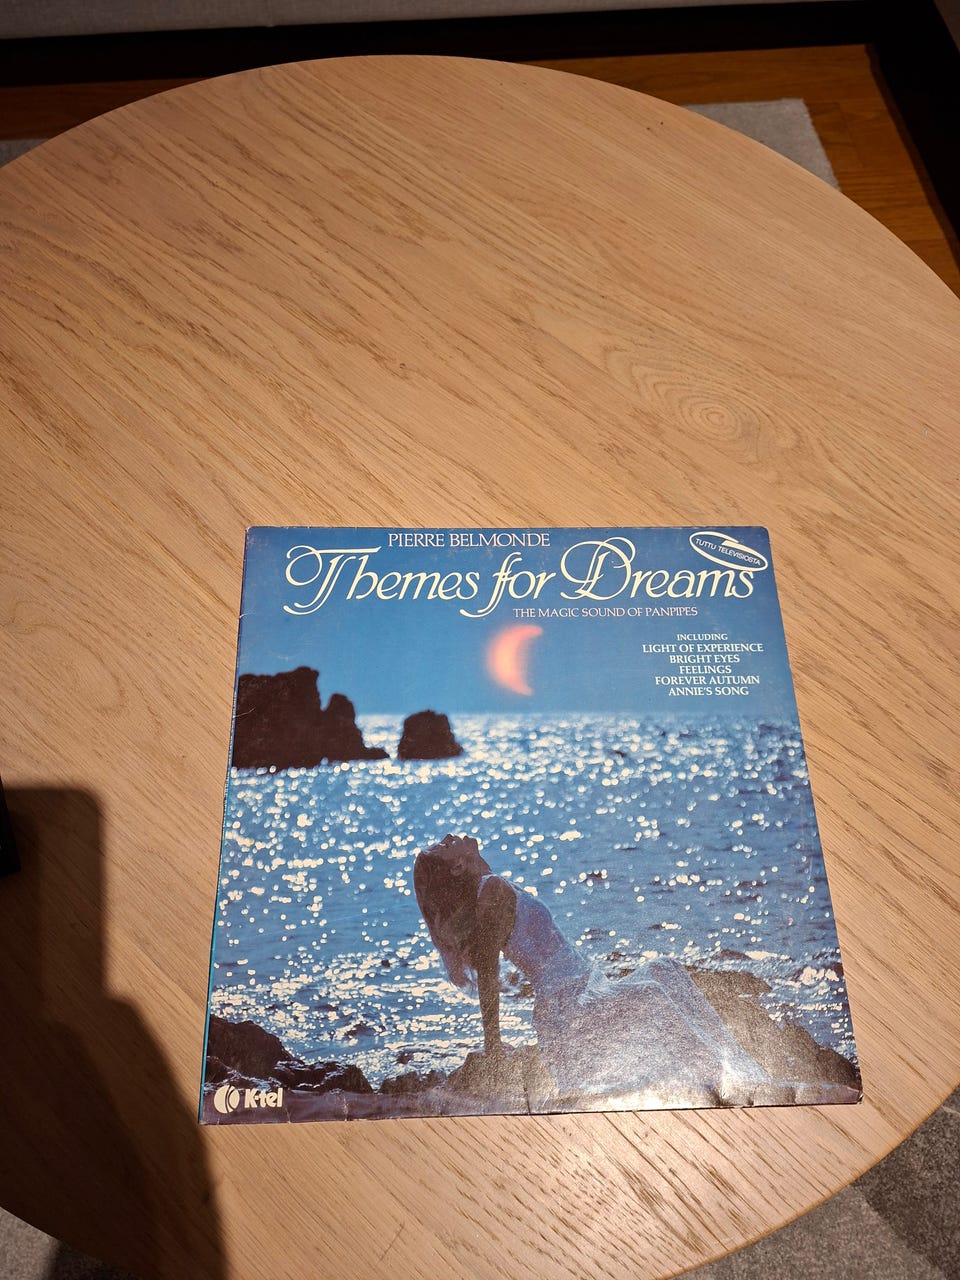 PIERRE BELMONDE
Themes for Dreams
TUTTU TELEVISIOSTA
THE MAGIC SOUND OF PANPIPES
INCLUDING
LIGHT OF EXPERIENCE
BRIGHT EYES
FEELINGS
FOREVER AUTUMN
ANNIE'S SONG
K-tel